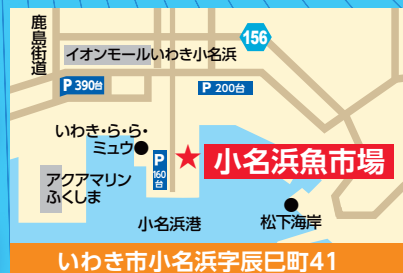 鹿島街道
156
イオンモールいわき小名浜
P 390台
P 200台
いわき・ら・ら・
ミュウ
P
160
台
小名浜魚市場
アクアマリン
ふくしま
小名浜港
松下海岸
いわき市小名浜字辰巳町41